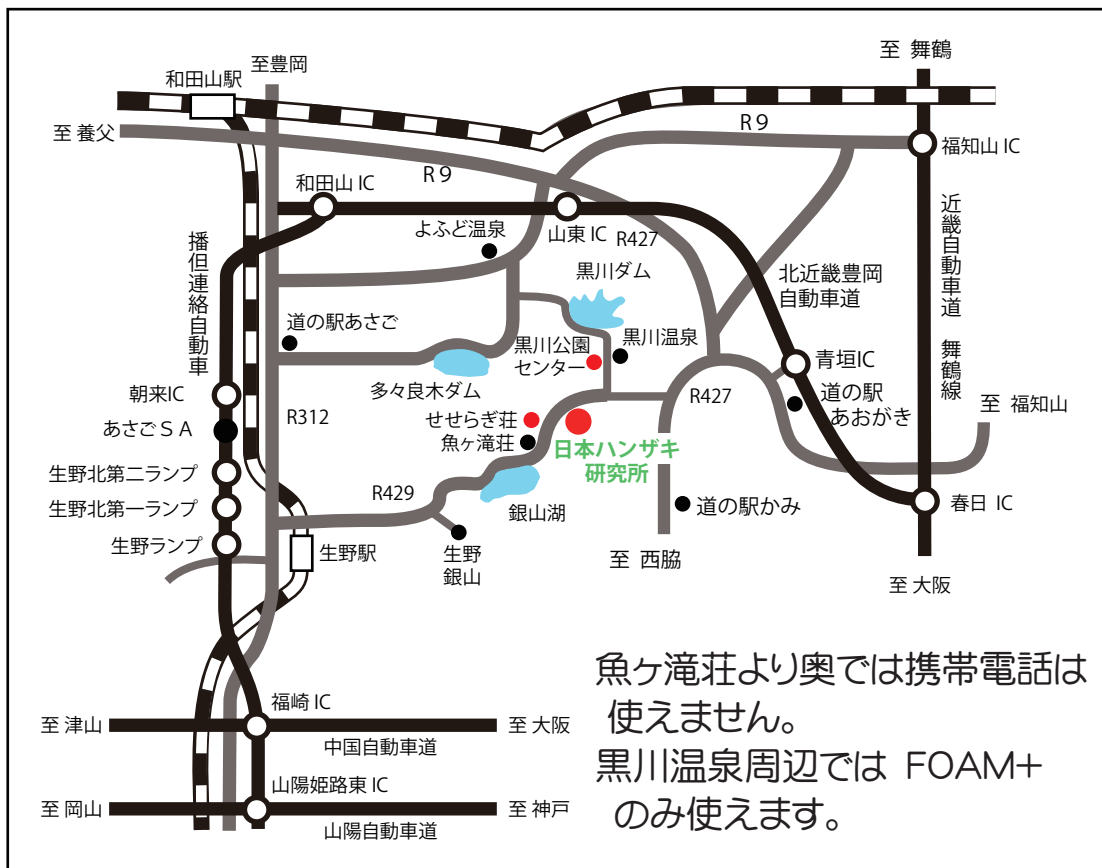 至 舞鶴
至豊岡
和田山駅
R 9
至 養父
福知山 IC
R 9
和田山 IC
近畿自動車道 舞鶴線
播但連絡自動車
よふど温泉
山東 IC
R427
黒川ダム
北近畿豊岡
自動車道
道の駅あさご
黒川公園
センター
黒川温泉
青垣IC
多々良木ダム
朝来IC
R427
道の駅
あおがき
至 福知山
R312
せせらぎ荘
あさごＳＡ
魚ヶ滝荘
日本ハンザキ
研究所
生野北第二ランプ
R429
銀山湖
道の駅かみ
春日 IC
生野北第一ランプ
生野ランプ
生野駅
生野
銀山
至 西脇
至 大阪
魚ヶ滝荘より奥では携帯電話は
使えません。
黒川温泉周辺では FOAM+
のみ使えます。
福崎 IC
至 津山
至 大阪
中国自動車道
山陽姫路東 IC
至 岡山
至 神戸
山陽自動車道